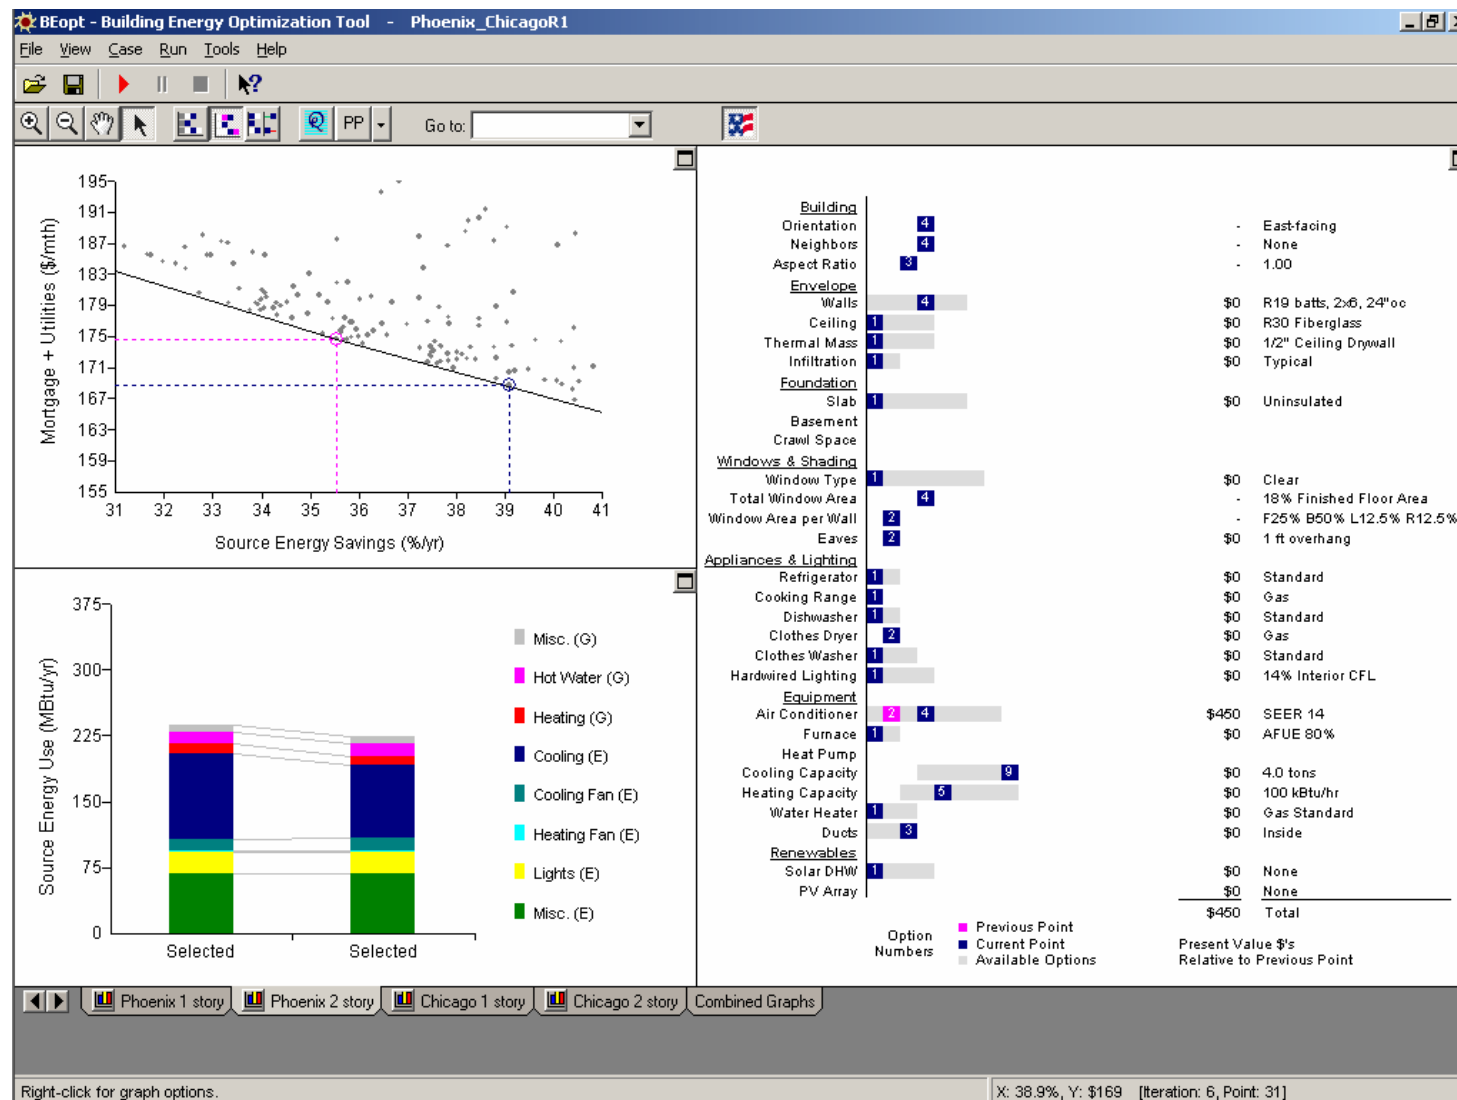 BEopt - Building Energy Optimization Tool - Phoenix_ChicagoR1
File View Case Run Tools Help
PP Go to:
195
191
187
183
179
175
171
167
163
159
155
Mortgage + Utilities ($/mth)
31 32 33 34 35 36 37 38 39 40 41
Source Energy Savings (%/yr)
375
300
225
150
75
0
Source Energy Use (MBtu/yr)
Selected Selected
Misc. (G)
Hot Water (G)
Heating (G)
Cooling (E)
Cooling Fan (E)
Heating Fan (E)
Lights (E)
Misc. (E)
Building
Orientation 4 - East-facing
Neighbors 4 - None
Aspect Ratio 3 - 1.00
Envelope
Walls 4 $0 R19 batts, 2x6, 24"oc
Ceiling 1 $0 R30 Fiberglass
Thermal Mass 1 $0 1/2" Ceiling Drywall
Infiltration 1 $0 Typical
Foundation
Slab 1 $0 Uninsulated
Basement
Crawl Space
Windows & Shading
Window Type 1 $0 Clear
Total Window Area 4 - 18% Finished Floor Area
Window Area per Wall 2 - F25% B50% L12.5% R12.5%
Eaves 2 $0 1 ft overhang
Appliances & Lighting
Refrigerator 1 $0 Standard
Cooking Range 1 $0 Gas
Dishwasher 1 $0 Standard
Clothes Dryer 2 $0 Gas
Clothes Washer 1 $0 Standard
Hardwired Lighting 1 $0 14% Interior CFL
Equipment
Air Conditioner 2 4 $450 SEER 14
Furnace 1 $0 AFUE 80%
Heat Pump
Cooling Capacity 9 $0 4.0 tons
Heating Capacity 5 $0 100 kBtu/hr
Water Heater 1 $0 Gas Standard
Ducts 3 $0 Inside
Renewables
Solar DHW 1 $0 None
PV Array $0 None
$450 Total
Option Numbers
Previous Point
Current Point
Available Options
Present Value $'s
Relative to Previous Point
Phoenix 1 story Phoenix 2 story Chicago 1 story Chicago 2 story Combined Graphs
Right-click for graph options. X: 38.9%, Y: $169 [Iteration: 6, Point: 31]